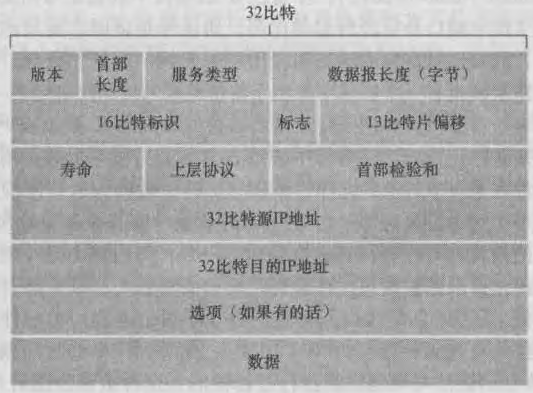 32比特
版本
首部
长度
服务类型
数据报长度（字节）
16比特标识
标志
13比特片偏移
寿命
上层协议
首部检验和
32比特源IP地址
32比特目的IP地址
选项（如果有的话）
数据